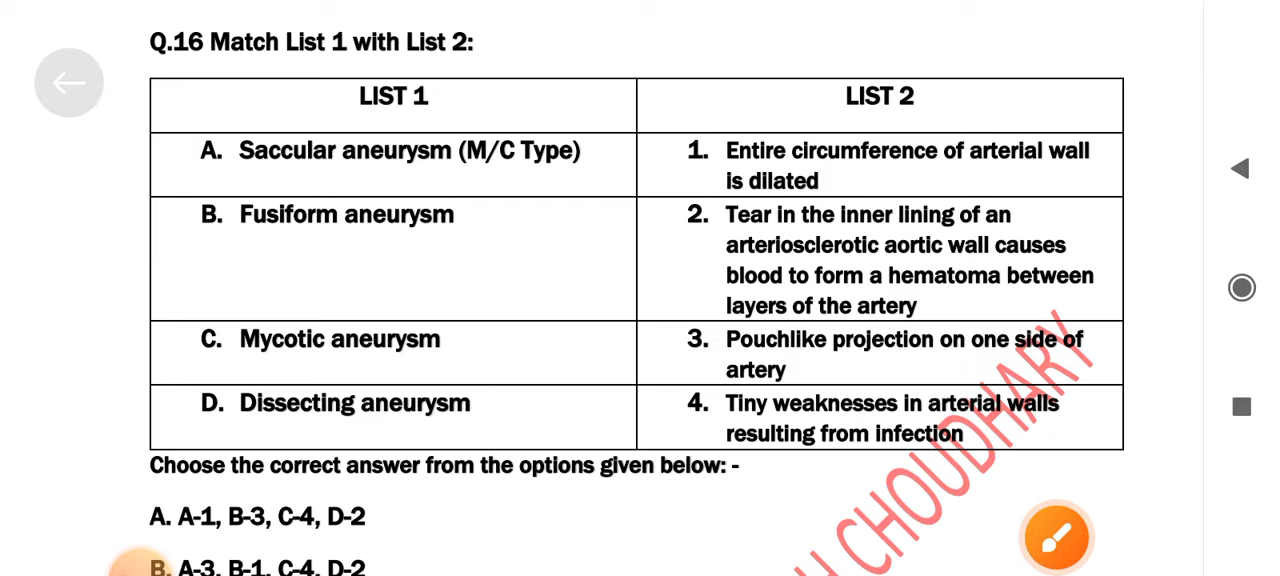 Q.16 Match List 1 with List 2:
LIST 1
LIST 2
A. Saccular aneurysm (M/C Type)
1. Entire circumference of arterial wall
is dilated
B. Fusiform aneurysm
2. Tear in the inner lining of an
arteriosclerotic aortic wall causes
blood to form a hematoma between
layers of the artery
C. Mycotic aneurysm
3. Pouchlike projection on one side of
artery
D. Dissecting aneurysm
4. Tiny weaknesses in arterial walls
resulting from infection
Choose the correct answer from the options given below: -
A. A-1, B-3, C-4, D-2
B. A-3, B-1, C-4, D-2
CHOUDHARY